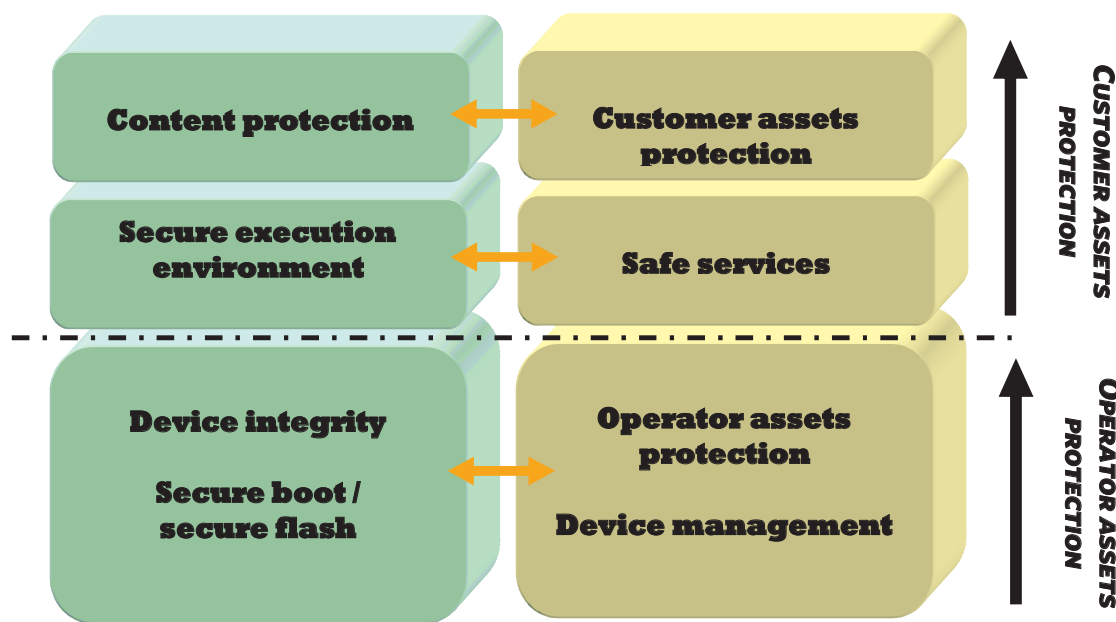 Content protection
Customer assets
protection
Secure execution
environment
Safe services
Device integrity
Secure boot /
secure flash
Operator assets
protection
Device management
CUSTOMER ASSETS
PROTECTION
OPERATOR ASSETS
PROTECTION